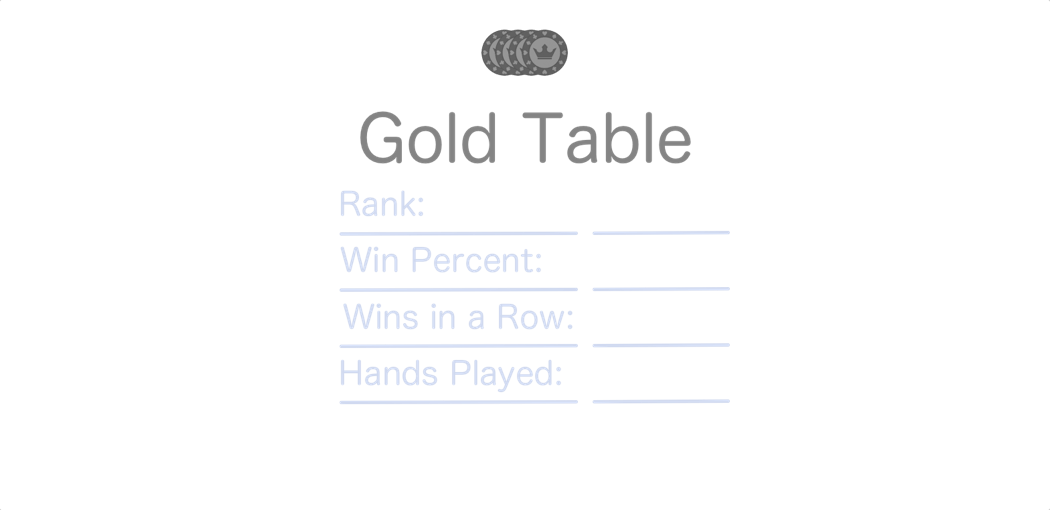 Gold Table
Rank:
Win Percent:
Wins in a Row:
Hands Played: